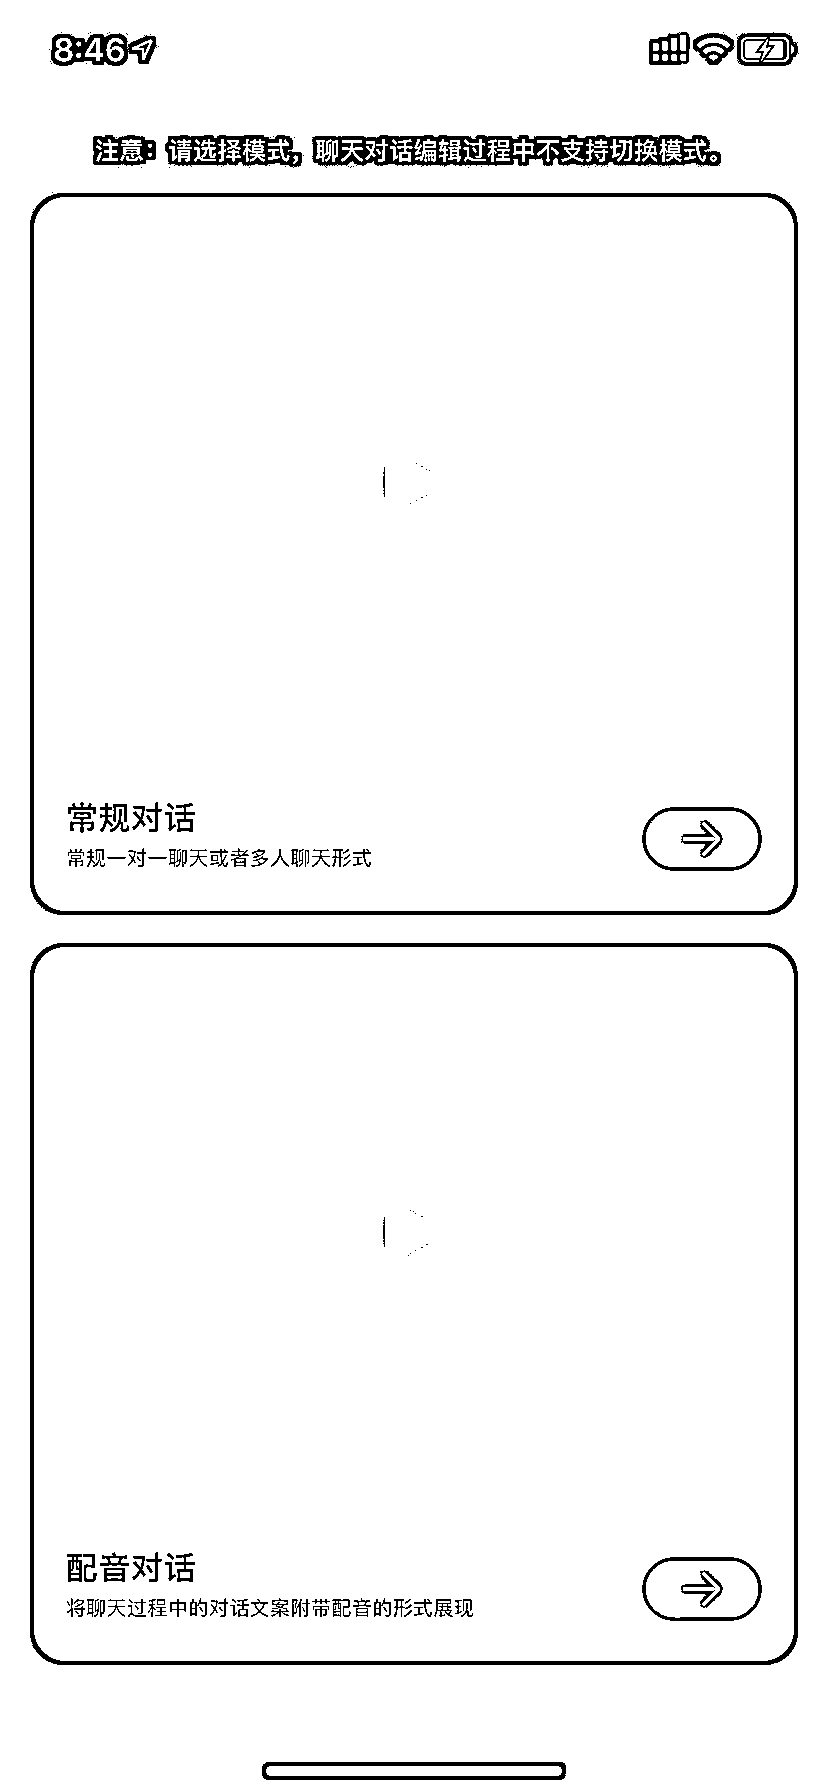 8:46
注意：请选择模式，聊天对话编辑过程中不支持切换模式。
常规对话
常规一对一聊天或者多人聊天形式
配音对话
将聊天过程中的对话文案附带配音的形式展现